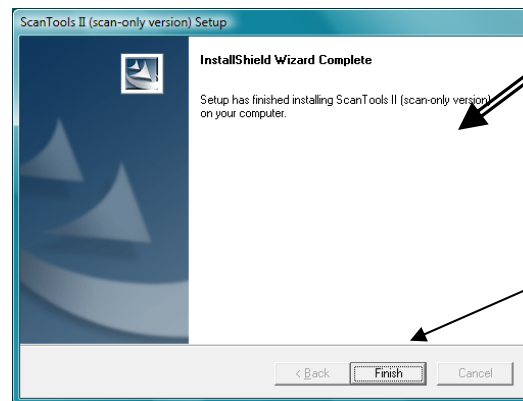 ScanTools II (scan-only version) Setup
InstallShield Wizard Complete
Setup has finished installing ScanTools II (scan-only version)
on your computer.
< Back
Finish
Cancel